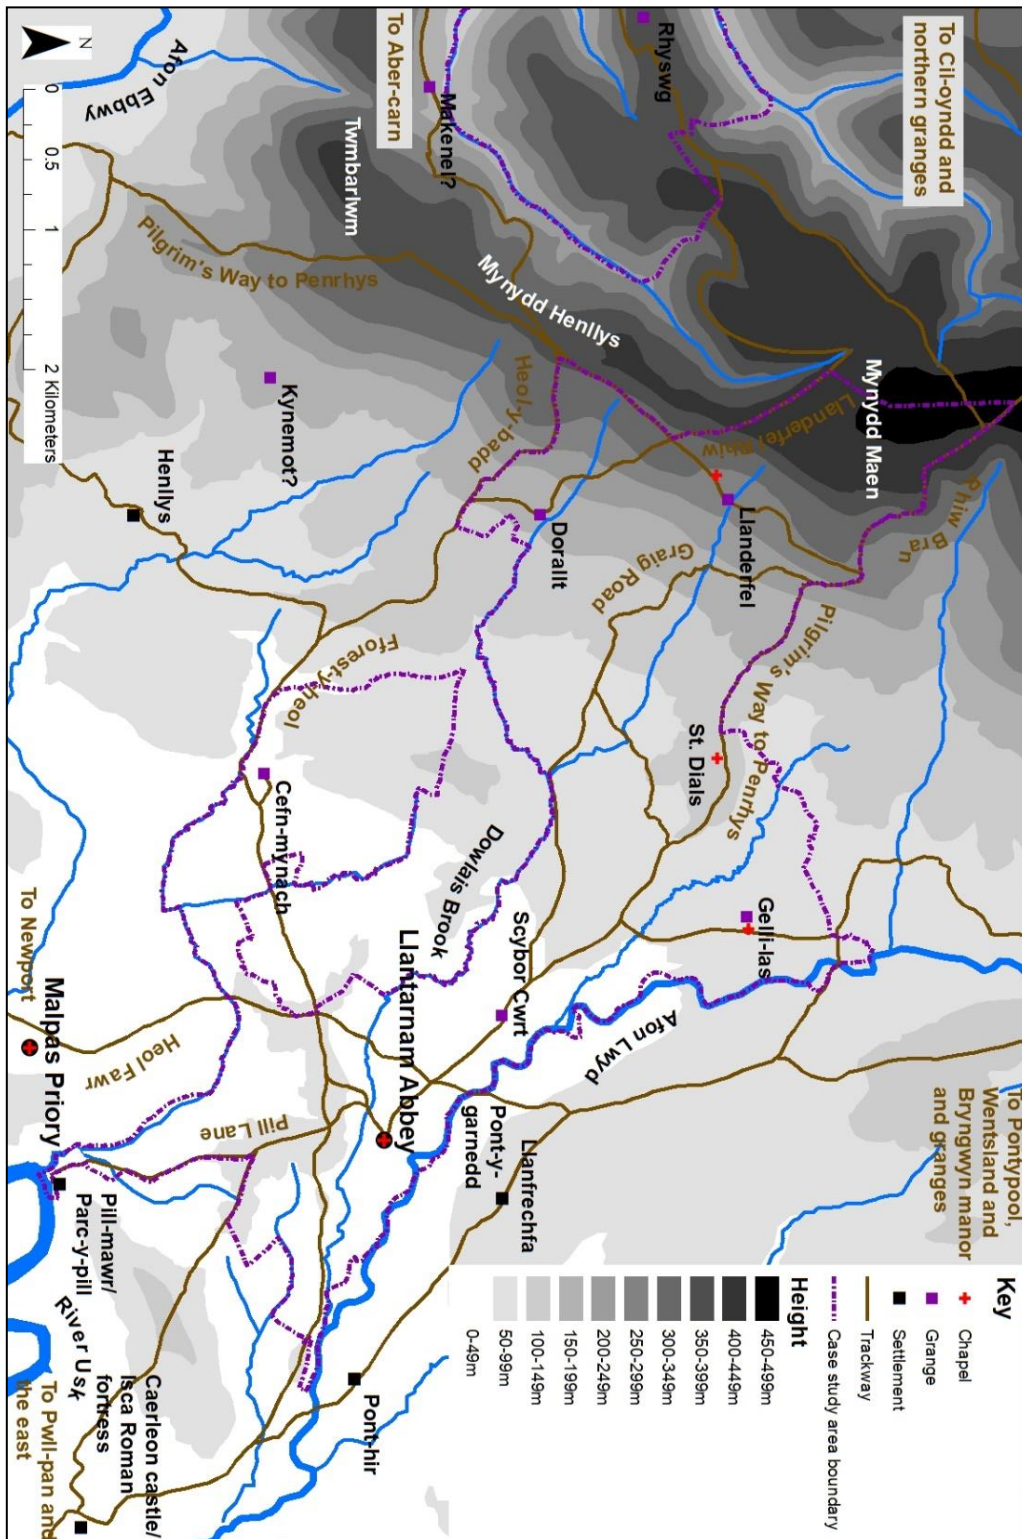 To Cil-oyndd and
northern granges
Rhyswg
To Aber-carn
Makenel?
Twmbarlwm
Afon Ebbwy
N
0
0.5
1
2 Kilometers
Pilgrim's Way to Penrhys
Mynydd Henllys
Mynydd Maen
Llanderfel Rhiw
Rhiw Bran
Heol-y-badd
Kynemot?
Henllys
Dorallt
Llanderfel
Graig Road
Pilgrim's Way to Penrhys
St. Dials
Fforest-y-heol
Cefn-mynach
Dowlais Brook
Gelli-las
Scybor Cwrt
Afon Lwyd
Llantarnam Abbey
To Newport
Malpas Priory
Heol Fawr
Pill Lane
Pont-y-
garnedd
Llanfrechfa
To Pontypool,
Wentsland and
Bryngwyn manor
and granges
Pill-mawr/
Parc-y-pill
River Usk
Pont-hir
Caerleon castle/
Isca Roman
fortress
To Pwll-pan and
the east
Key
Chapel
Grange
Settlement
Trackway
Case study area boundary
Height
450-499m
400-449m
350-399m
300-349m
250-299m
200-249m
150-199m
100-149m
50-99m
0-49m